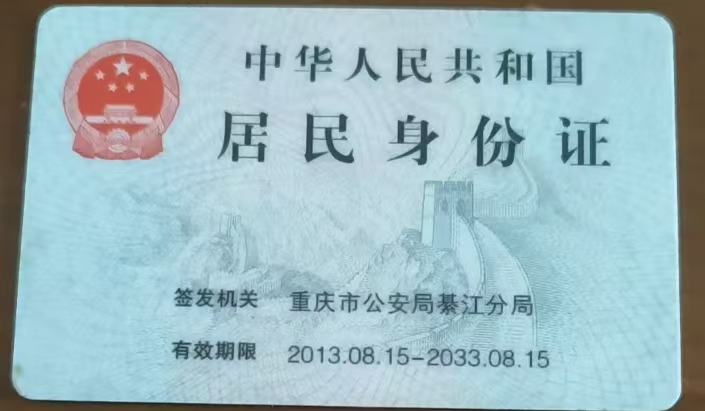 中华人民共和国
居民身份证
签发机关 重庆市公安局綦江分局
有效期限 2013.08.15-2033.08.15